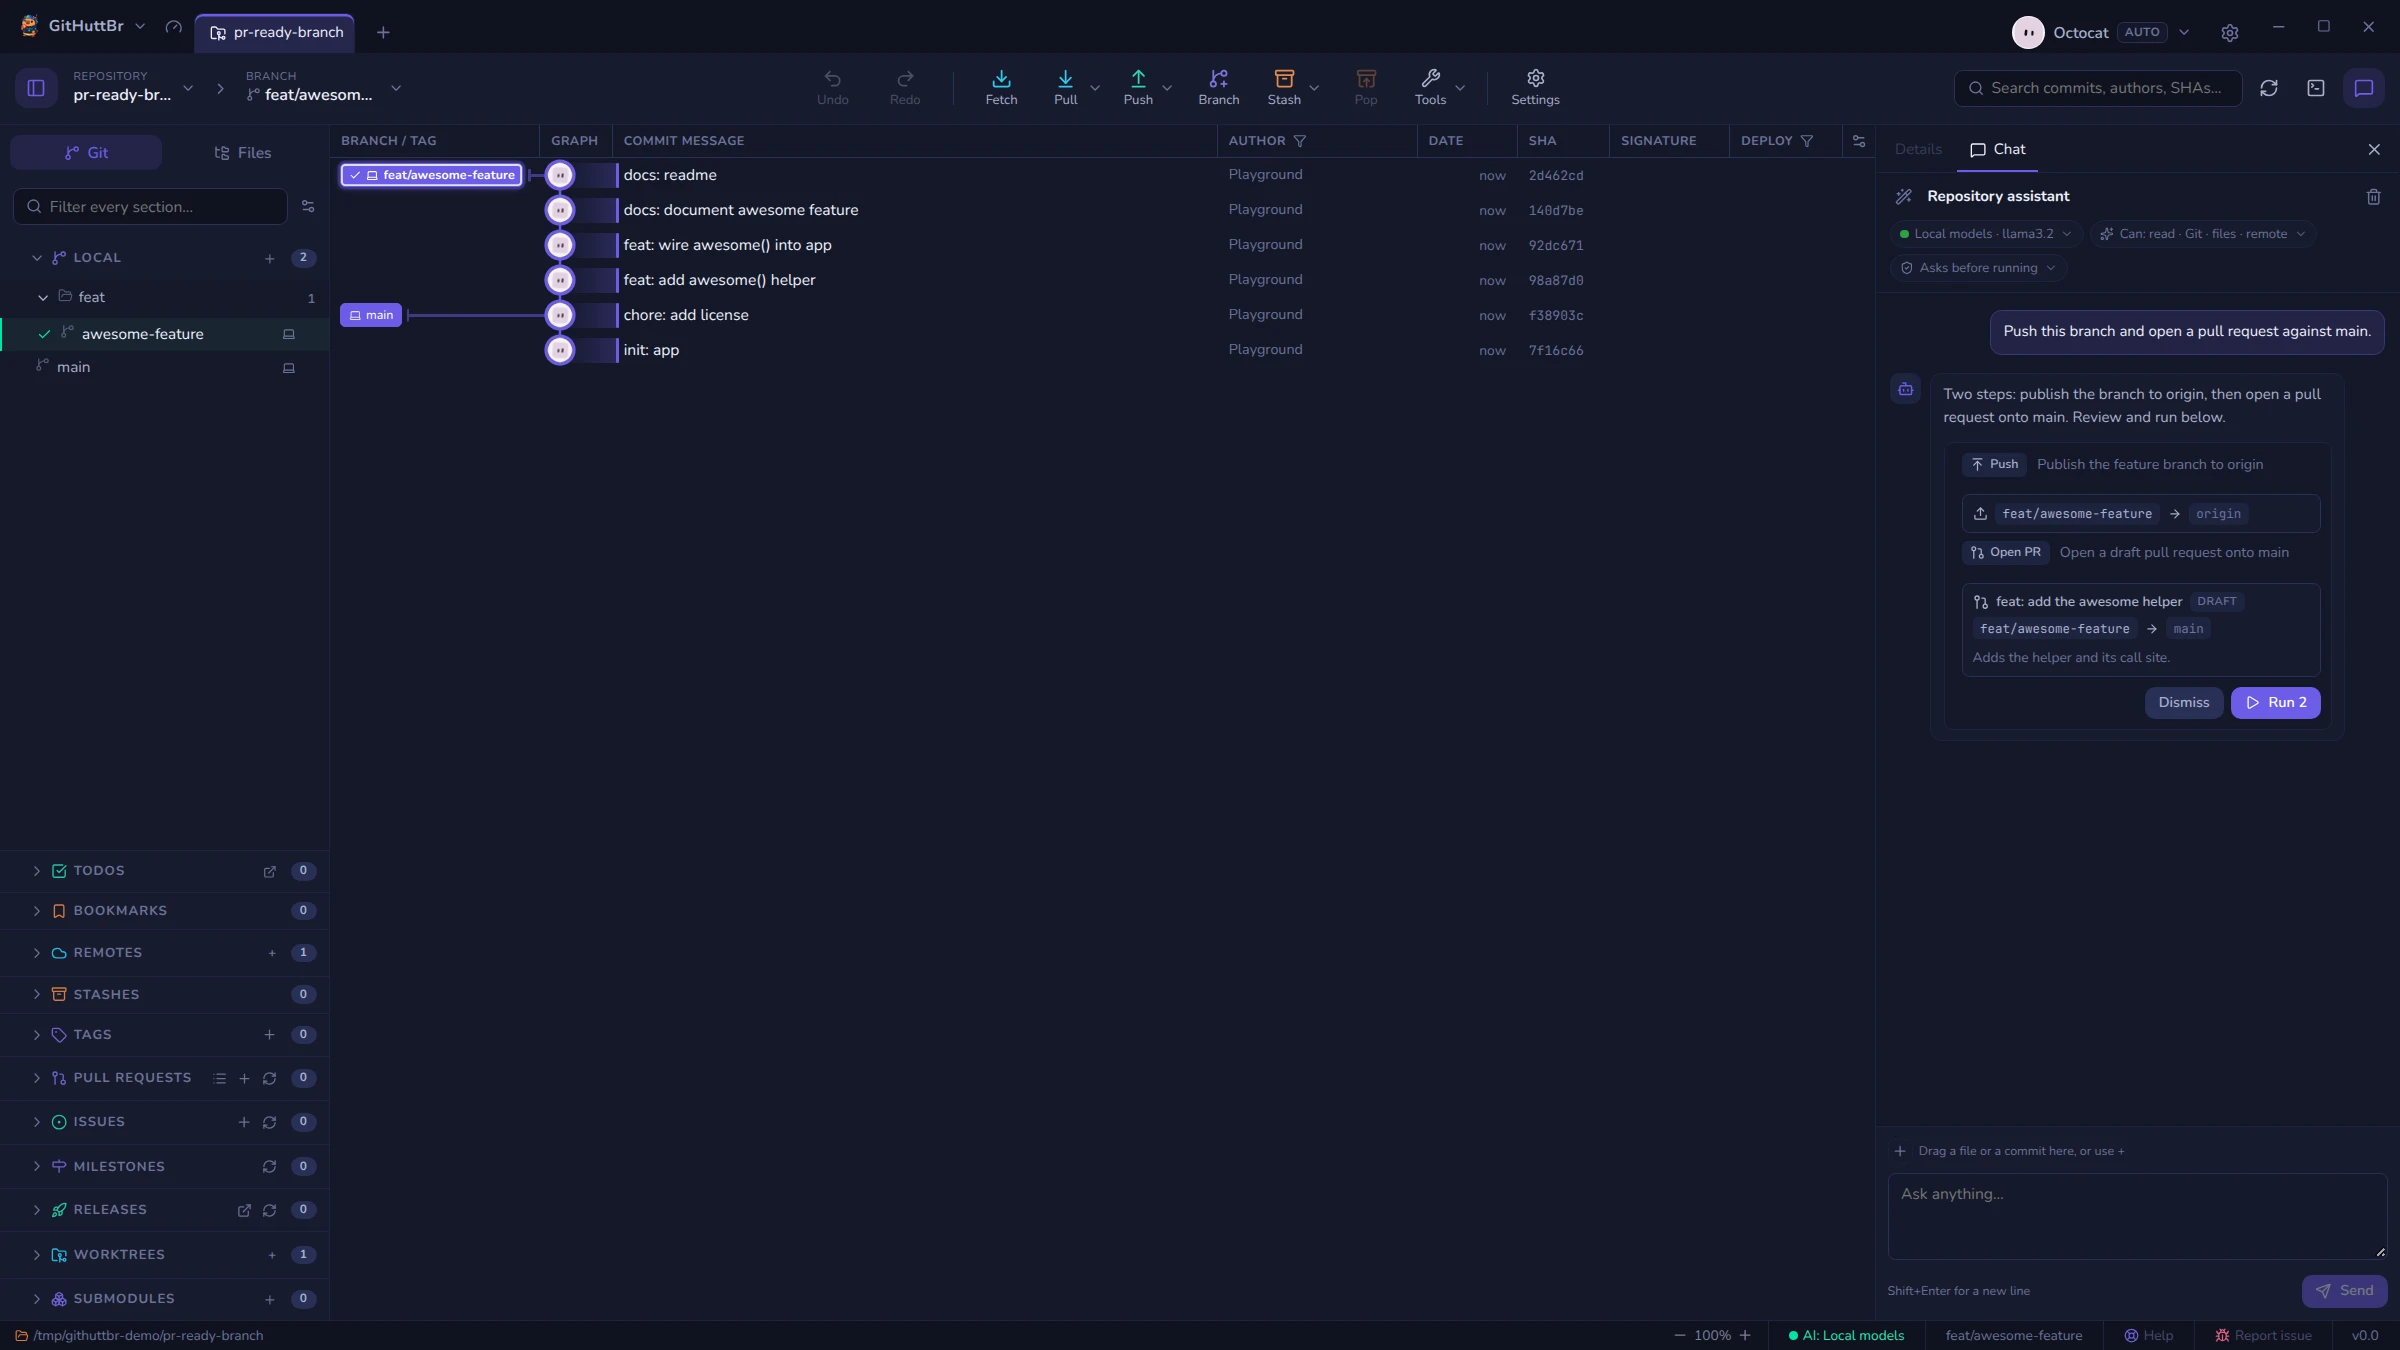 GitHuttBr
pr-ready-branch
Octocat AUTO
REPOSITORY
pr-ready-br...
BRANCH
feat/awesom...
Undo
Redo
Fetch
Pull
Push
Branch
Stash
Pop
Tools
Settings
Search commits, authors, SHAs...
Git
Files
Filter every section...
LOCAL 2
feat 1
awesome-feature
main
TODOS 0
BOOKMARKS 0
REMOTES 1
STASHES 0
TAGS 0
PULL REQUESTS 0
ISSUES 0
MILESTONES 0
RELEASES 0
WORKTREES 1
SUBMODULES 0
BRANCH / TAG GRAPH COMMIT MESSAGE AUTHOR DATE SHA SIGNATURE DEPLOY
feat/awesome-feature docs: readme Playground now 2d462cd
docs: document awesome feature Playground now 140d7be
feat: wire awesome() into app Playground now 92dc671
feat: add awesome() helper Playground now 98a87d0
main chore: add license Playground now f38903c
init: app Playground now 7f16c66
Details
Chat
Repository assistant
Local models · llama3.2
Can: read · Git · files · remote
Asks before running
Push this branch and open a pull request against main.
Two steps: publish the branch to origin, then open a pull
request onto main. Review and run below.
Push Publish the feature branch to origin
feat/awesome-feature → origin
Open PR Open a draft pull request onto main
feat: add the awesome helper DRAFT
feat/awesome-feature → main
Adds the helper and its call site.
Dismiss
Run 2
Drag a file or a commit here, or use +
Ask anything...
Shift+Enter for a new line
Send
/tmp/githuttbr-demo/pr-ready-branch
100%
AI: Local models
feat/awesome-feature
Help
Report issue
v0.0